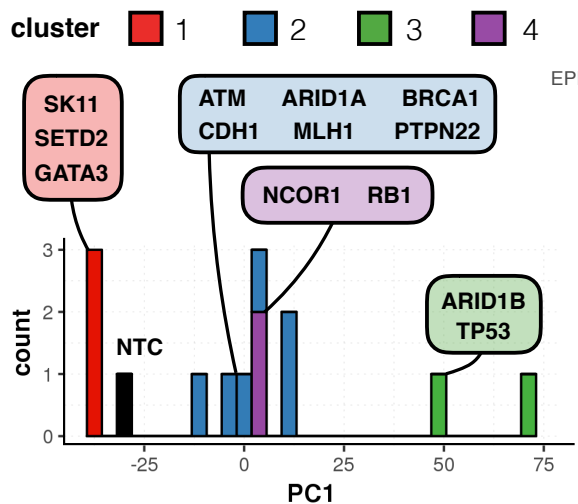 cluster 1 2 3 4
EP
SK11
SETD2
GATA3
ATM ARID1A BRCA1
CDH1 MLH1 PTPN22
NCOR1 RB1
ARID1B
TP53
NTC
count
3
2
1
0
-25 0 25 50 75
PC1